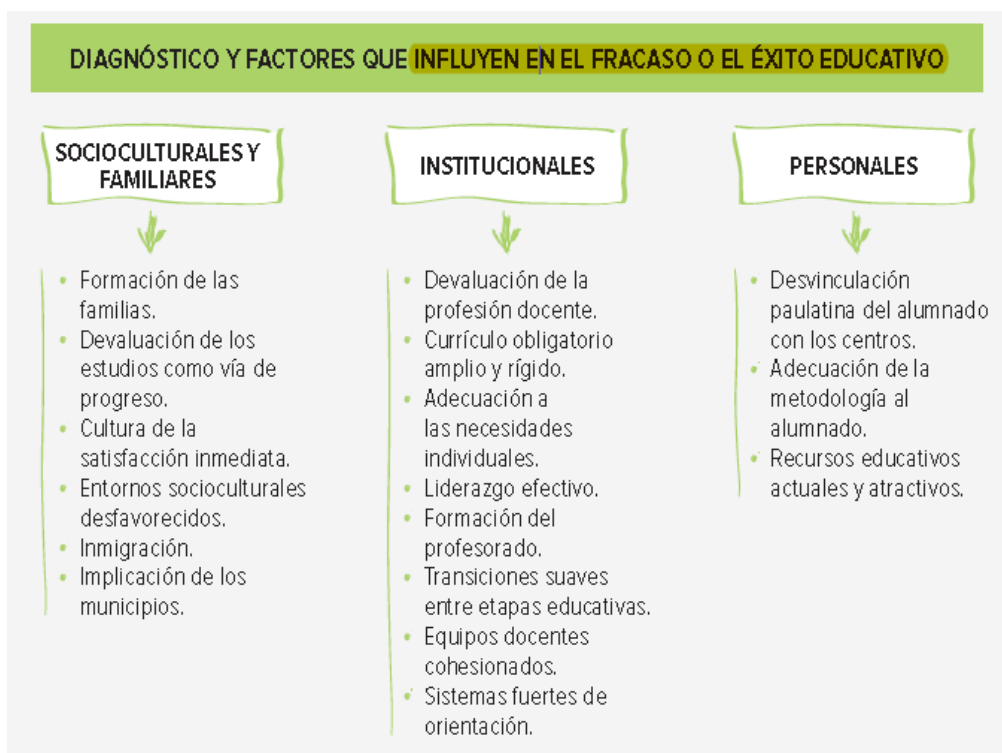 DIAGNÓSTICO Y FACTORES QUE INFLUYEN EN EL FRACASO O EL ÉXITO EDUCATIVO
SOCIOCULTURALES Y
FAMILIARES
• Formación de las
familias.
• Devaluación de los
estudios como vía de
progreso.
• Cultura de la
satisfacción inmediata.
• Entornos socioculturales
desfavorecidos.
• Inmigración.
• Implicación de los
municipios.
INSTITUCIONALES
• Devaluación de la
profesión docente.
• Currículo obligatorio
amplio y rígido.
• Adecuación a
las necesidades
individuales.
• Liderazgo efectivo.
• Formación del
profesorado.
• Transiciones suaves
entre etapas educativas.
• Equipos docentes
cohesionados.
• Sistemas fuertes de
orientación.
PERSONALES
• Desvinculación
paulatina del alumnado
con los centros.
• Adecuación de la
metodología al
alumnado.
• Recursos educativos
actuales y atractivos.